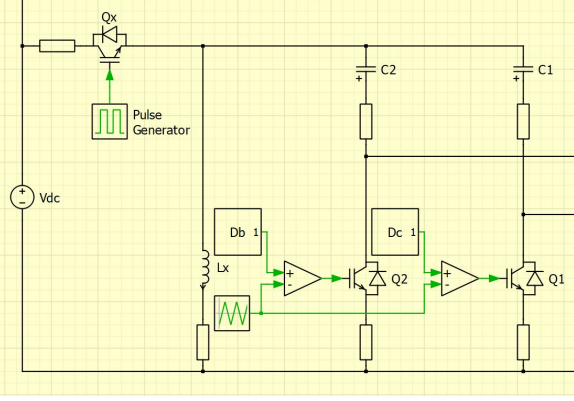 Qx
C2
+
C1
+
Pulse
Generator
+
−
Vdc
Db 1
Dc 1
+
-
Q2
+
-
Q1
Lx